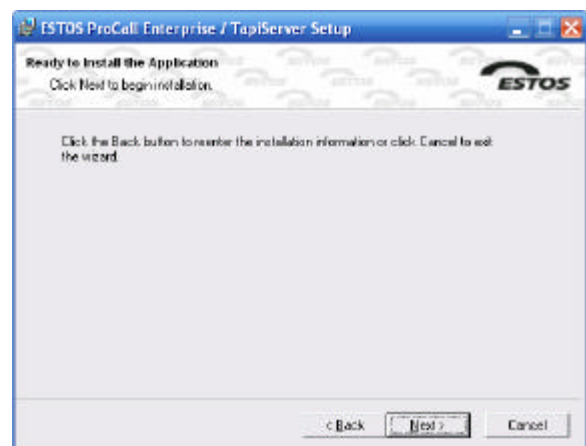 ESTOS ProCall Enterprise / TapiServer Setup
Ready to Install the Application
Click Next to begin installation.
ESTOS
Click the Back button to reenter the installation information or click Cancel to exit
the wizard.
< Back
Next >
Cancel